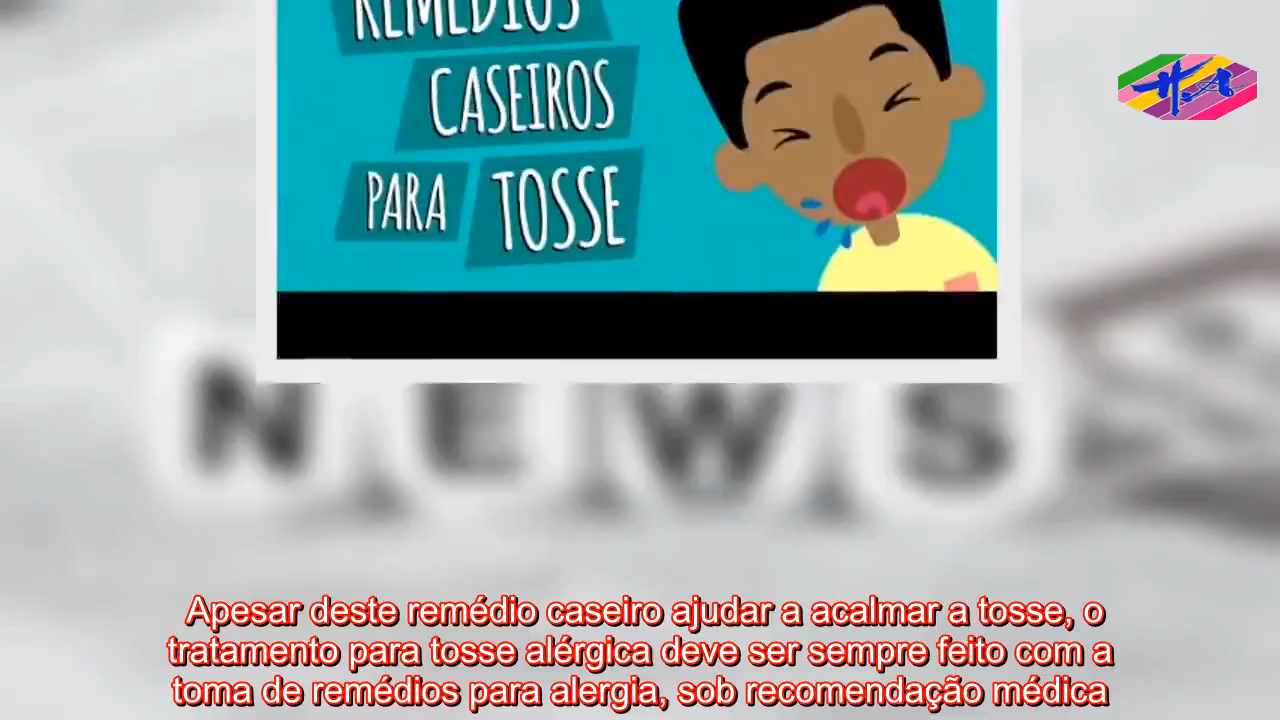 REMÉDIOS
CASEIROS
PARA TOSSE
H.A
NEWS
Apesar deste remédio caseiro ajudar a acalmar a tosse, o
tratamento para tosse alérgica deve ser sempre feito com a
toma de remédios para alergia, sob recomendação médica